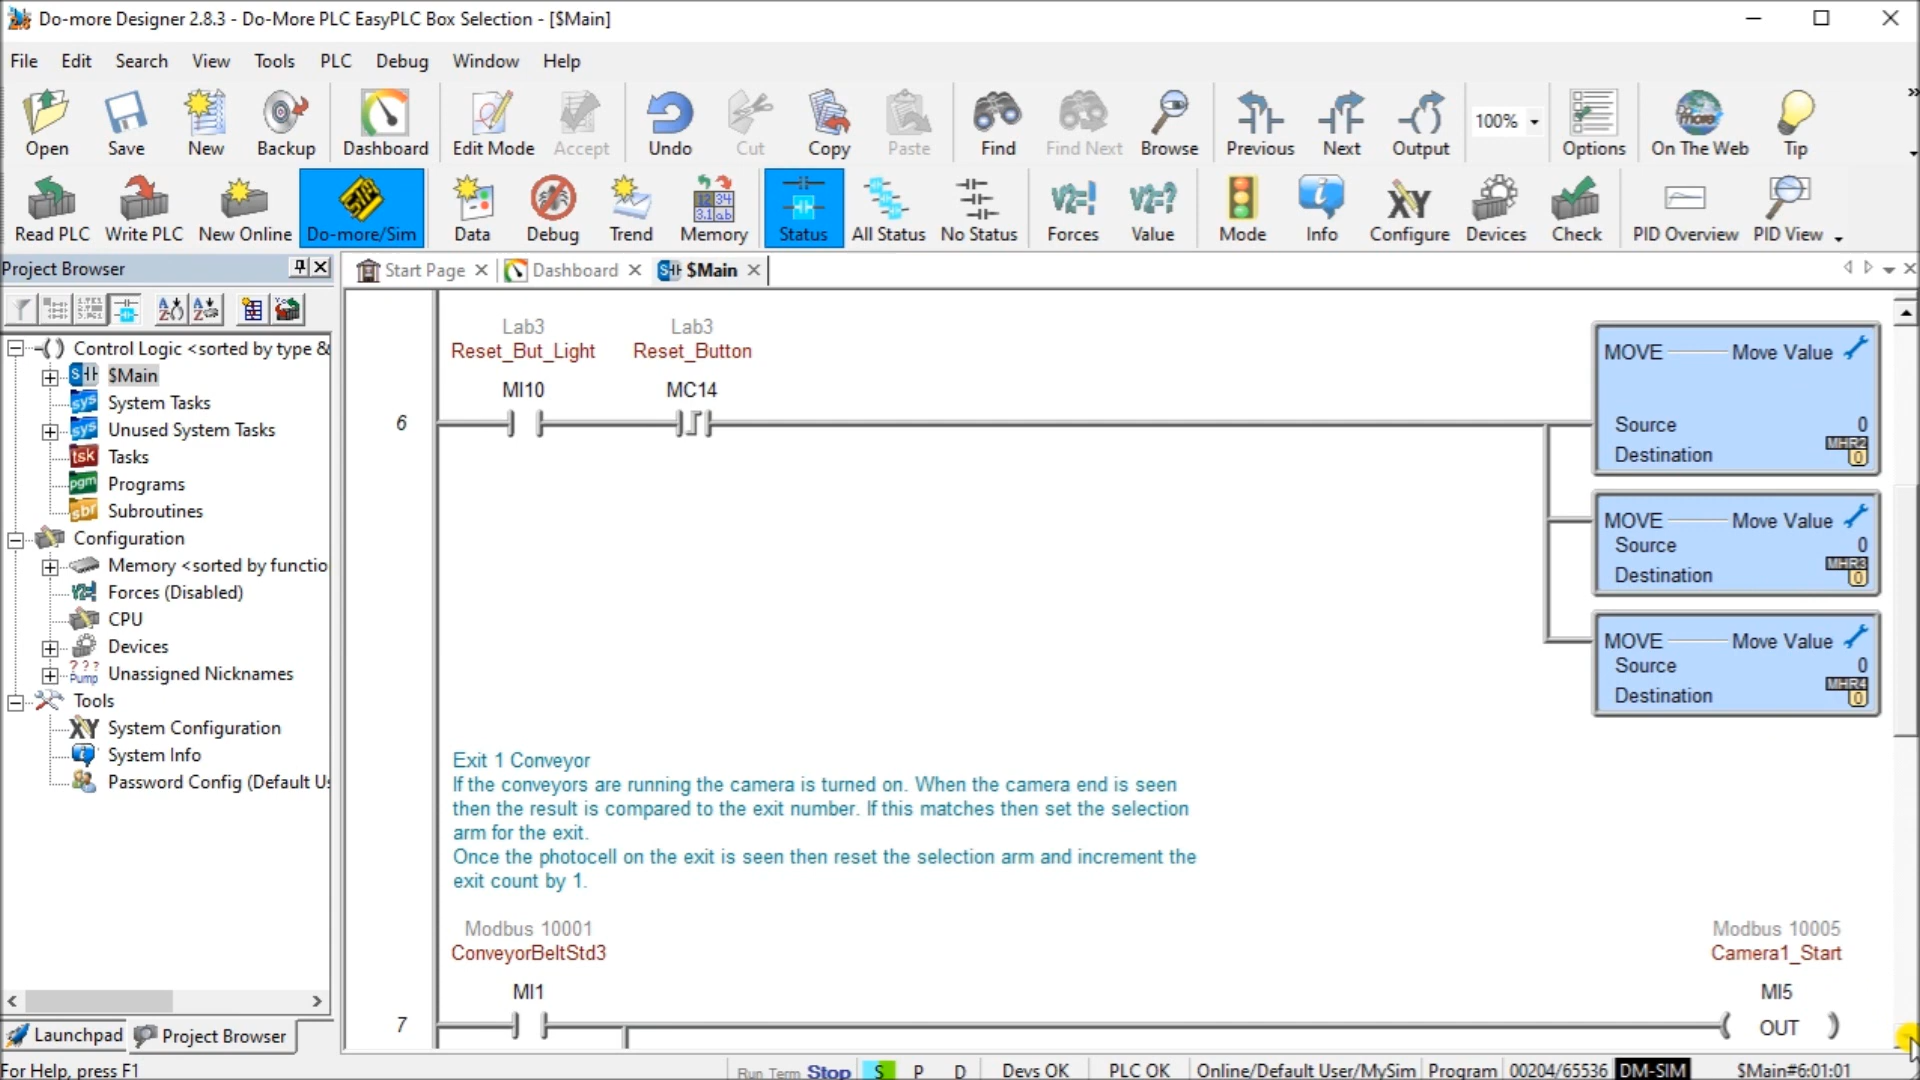 Do-more Designer 2.8.3 - Do-More PLC EasyPLC Box Selection - [$Main]
File Edit Search View Tools PLC Debug Window Help
Open Save New Backup Dashboard Edit Mode Accept Undo Cut Copy Paste Find Find Next Browse Previous Next Output 100% Options On The Web Tip
Read PLC Write PLC New Online Do-more/Sim Data Debug Trend Memory Status All Status No Status Forces Value Mode Info Configure Devices Check PID Overview PID View
Project Browser
Start Page
Dashboard
$Main
Control Logic <sorted by type &
$Main
System Tasks
Unused System Tasks
Tasks
Programs
Subroutines
Configuration
Memory <sorted by functio
Forces (Disabled)
CPU
Devices
Unassigned Nicknames
Tools
System Configuration
System Info
Password Config (Default Us
Launchpad
Project Browser
Lab3
Reset_But_Light
MI10
Lab3
Reset_Button
MC14
6
MOVE Move Value
Source 0
Destination MHR2
0
MOVE Move Value
Source 0
Destination MHR3
0
MOVE Move Value
Source 0
Destination MHR4
0
Exit 1 Conveyor
If the conveyors are running the camera is turned on. When the camera end is seen
then the result is compared to the exit number. If this matches then set the selection
arm for the exit.
Once the photocell on the exit is seen then reset the selection arm and increment the
exit count by 1.
Modbus 10001
ConveyorBeltStd3
MI1
7
Modbus 10005
Camera1_Start
MI5
OUT
For Help, press F1
Run Term Stop S P D Devs OK PLC OK Online/Default User/MySim Program 00204/65536 DM-SIM $Main#6:01:01